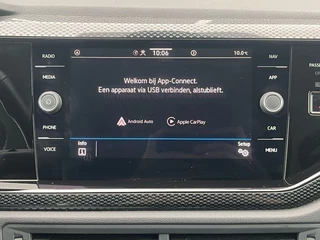 RADIO
MEDIA
PHONE
VOICE
10:06
10.0°C
Welkom bij App-Connect.
Een apparaat via USB verbinden, alstublieft.
Android Auto
Apple CarPlay
Info
Setup
NAV
APP
CAR
MENU